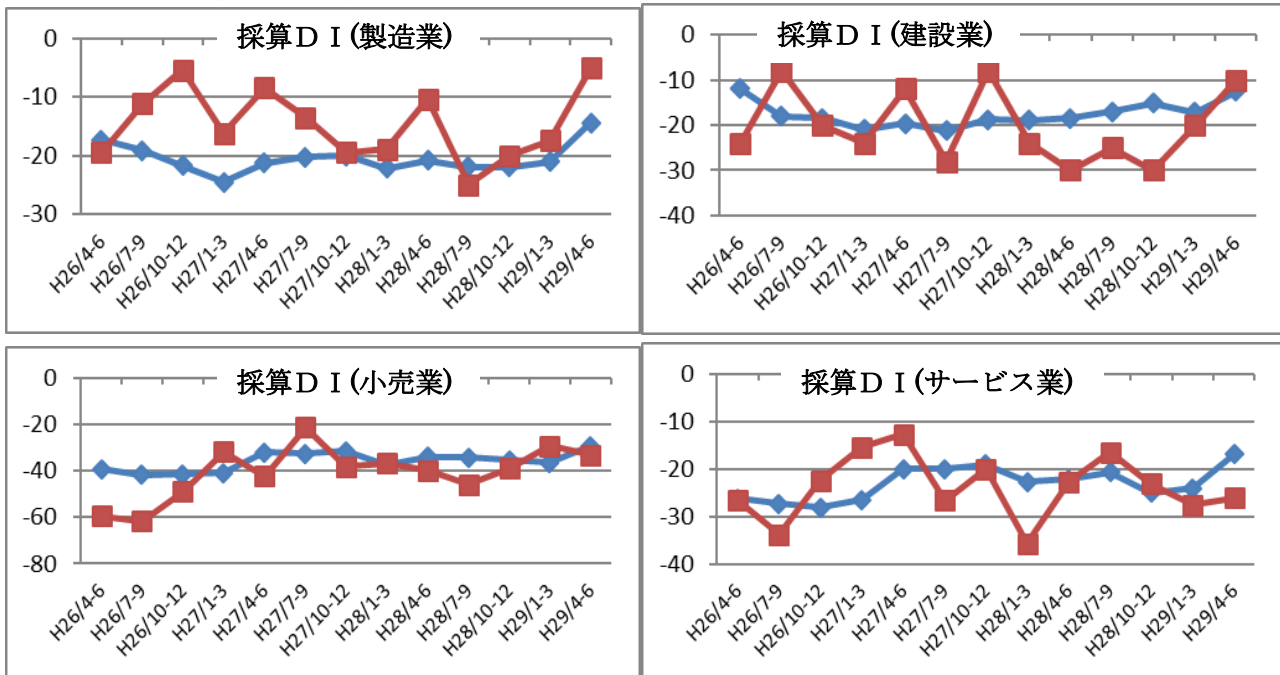 採算ＤＩ(製造業)
0
-10
-20
-30
H26/4-6
H26/7-9
H26/10-12
H27/1-3
H27/4-6
H27/7-9
H27/10-12
H28/1-3
H28/4-6
H28/7-9
H28/10-12
H29/1-3
H29/4-6
採算ＤＩ(建設業)
0
-10
-20
-30
-40
H26/4-6
H26/7-9
H26/10-12
H27/1-3
H27/4-6
H27/7-9
H27/10-12
H28/1-3
H28/4-6
H28/7-9
H28/10-12
H29/1-3
H29/4-6
採算ＤＩ(小売業)
0
-20
-40
-60
-80
H26/4-6
H26/7-9
H26/10-12
H27/1-3
H27/4-6
H27/7-9
H27/10-12
H28/1-3
H28/4-6
H28/7-9
H28/10-12
H29/1-3
H29/4-6
採算ＤＩ(サービス業)
0
-10
-20
-30
-40
H26/4-6
H26/7-9
H26/10-12
H27/1-3
H27/4-6
H27/7-9
H27/10-12
H28/1-3
H28/4-6
H28/7-9
H28/10-12
H29/1-3
H29/4-6